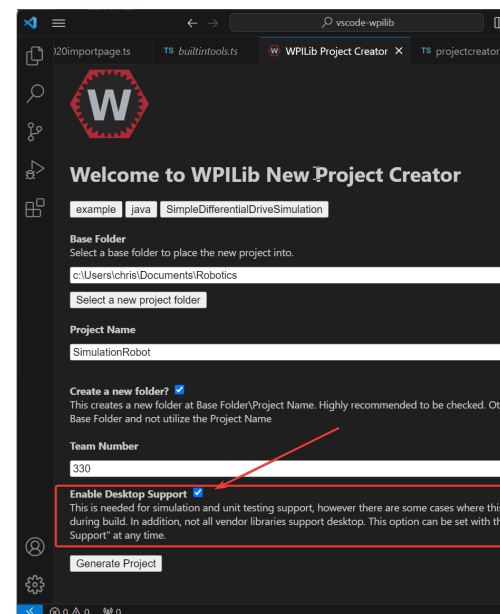 vscode-wpilib
020importpage.ts
TS builtintools.ts
W WPILib Project Creator ×
TS projectcreator
W
Welcome to WPILib New Project Creator
example java SimpleDifferentialDriveSimulation
Base Folder
Select a base folder to place the new project into.
c:\Users\chris\Documents\Robotics
Select a new project folder
Project Name
SimulationRobot
Create a new folder?
This creates a new folder at Base Folder\Project Name. Highly recommended to be checked. Ot
Base Folder and not utilize the Project Name
Team Number
330
Enable Desktop Support
This is needed for simulation and unit testing support, however there are some cases where this
during build. In addition, not all vendor libraries support desktop. This option can be set with th
Support" at any time.
Generate Project
0 0 W 0